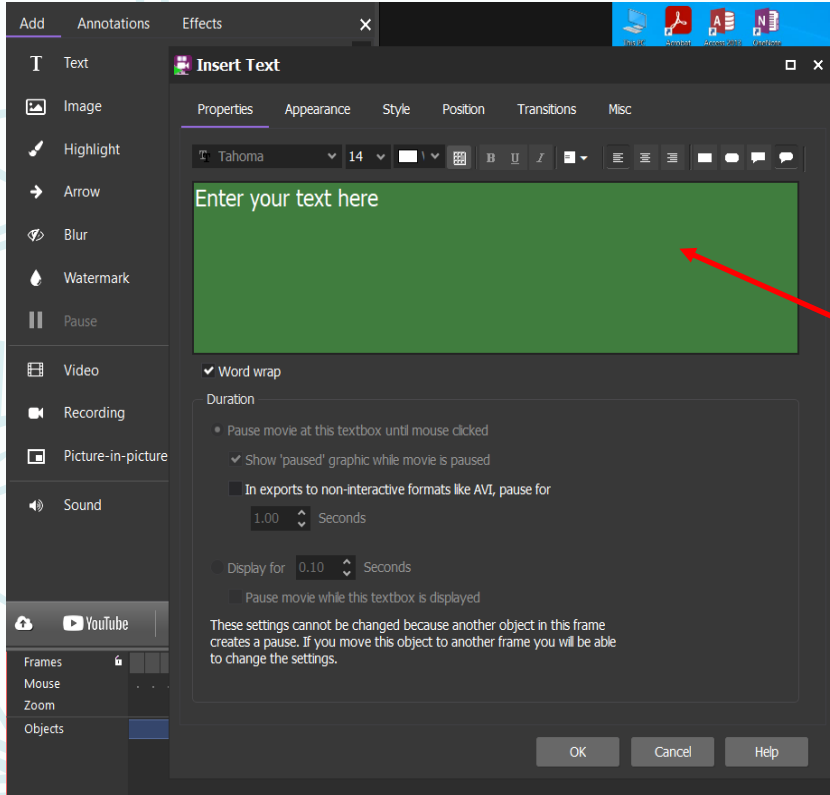 Add Annotations Effects
This PC Acrobat Access 2013 OneNote
Text
Image
Highlight
Arrow
Blur
Watermark
Pause
Video
Recording
Picture-in-picture
Sound
YouTube
Frames
Mouse
Zoom
Objects
Insert Text
Properties Appearance Style Position Transitions Misc
Tahoma 14 B U I
Enter your text here
Word wrap
Duration
Pause movie at this textbox until mouse clicked
Show 'paused' graphic while movie is paused
In exports to non-interactive formats like AVI, pause for
1.00 Seconds
Display for 0.10 Seconds
Pause movie while this textbox is displayed
These settings cannot be changed because another object in this frame
creates a pause. If you move this object to another frame you will be able
to change the settings.
OK Cancel Help